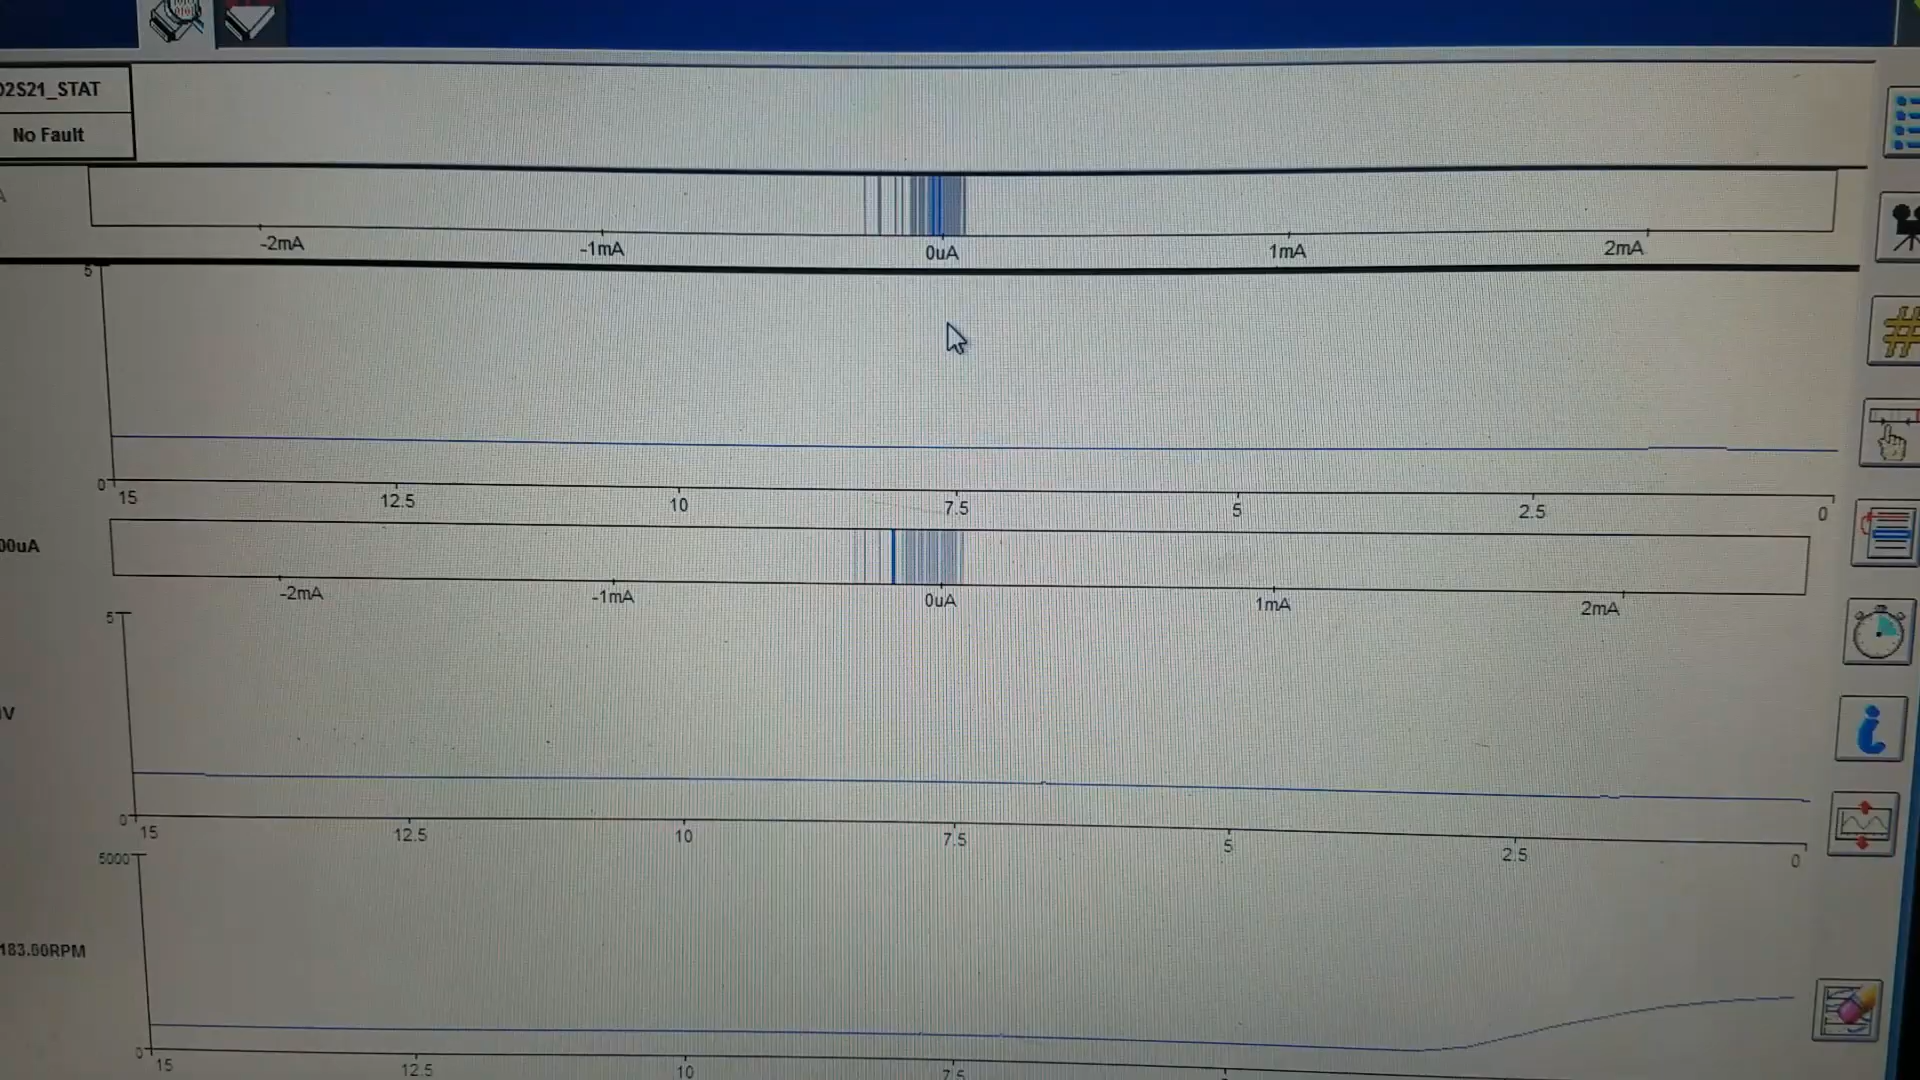 O2S21_STAT
No Fault
A
-2mA -1mA 0uA 1mA 2mA
5
0
15 12.5 10 7.5 5 2.5 0
00uA
-2mA -1mA 0uA 1mA 2mA
5
V
0
15 12.5 10 7.5 5 2.5 0
5000
183.00RPM
0
15 12.5 10 7.5